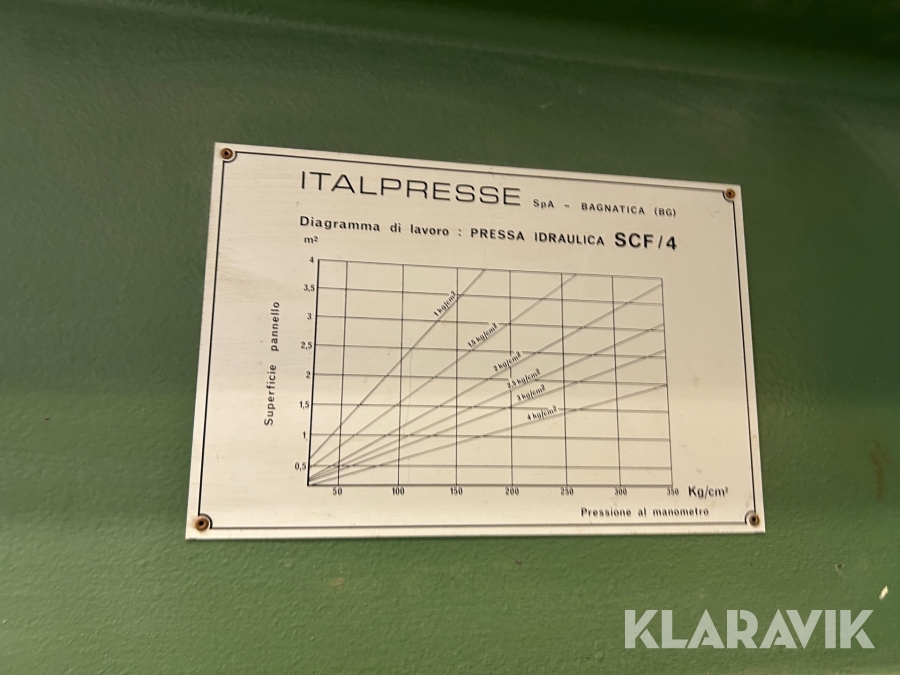 ITALPRESSE SpA - BAGNATICA (BG)
Diagramma di lavoro : PRESSA IDRAULICA SCF/4
m²
4
3,5
3
2,5
2
1,5
1
0,5
Superficie pannello
1 kg/cm²
1,5 kg/cm²
2 kg/cm²
2,5 kg/cm²
3 kg/cm²
4 kg/cm²
50 100 150 200 250 300 350 Kg/cm²
Pressione al manometro
KLARAVIK